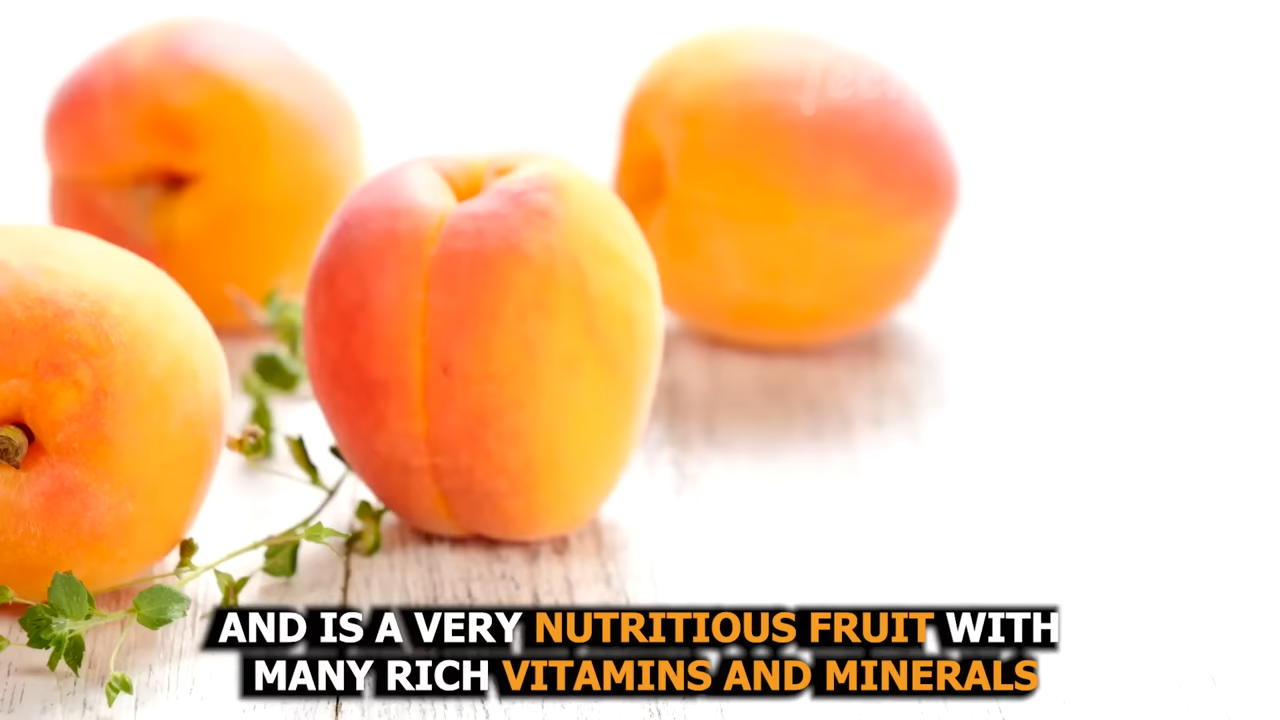 AND IS A VERY NUTRITIOUS FRUIT WITH
MANY RICH VITAMINS AND MINERALS